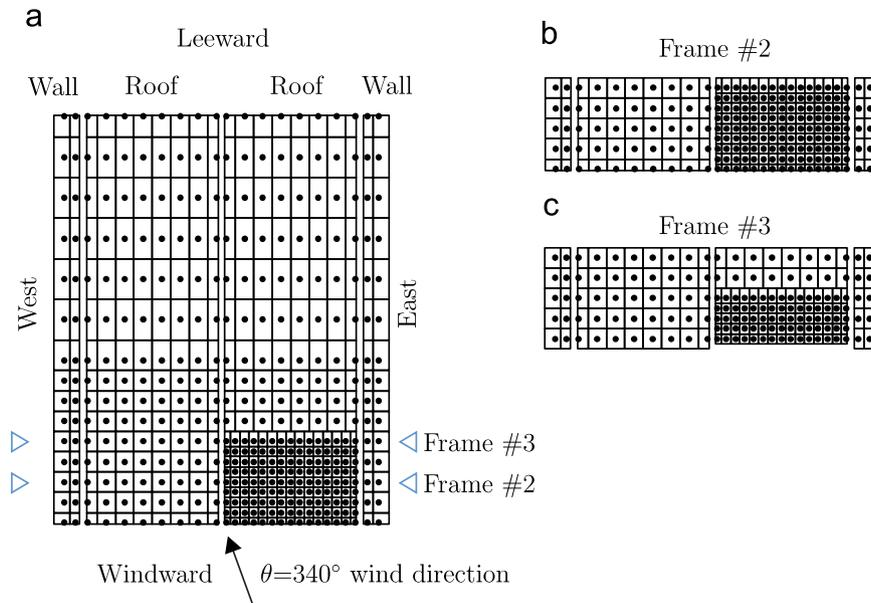 a
Leeward
Wall Roof Roof Wall
West
East
Frame #3
Frame #2
Windward
θ=340° wind direction
b
Frame #2
c
Frame #3